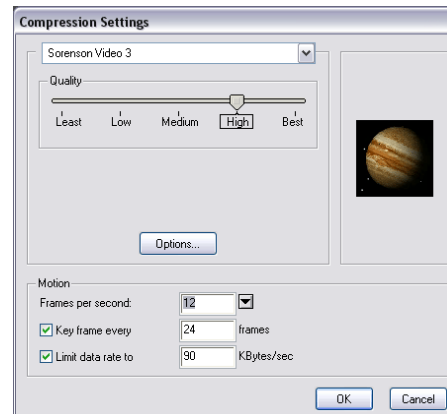 Compression Settings
Sorenson Video 3
Quality
Least Low Medium High Best
Options...
Motion
Frames per second: 12
Key frame every 24 frames
Limit data rate to 90 KBytes/sec
OK Cancel